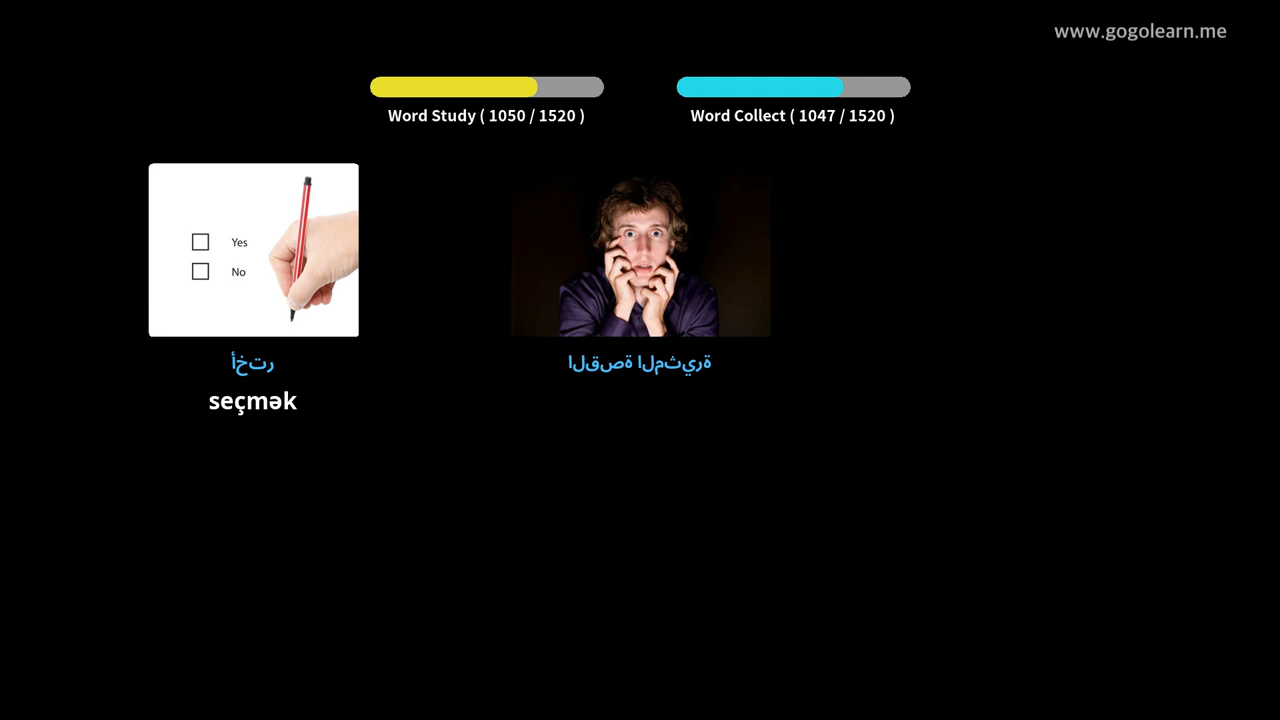 www.gogolearn.me
Word Study ( 1050 / 1520 )
Word Collect ( 1047 / 1520 )
Yes
No
أختر
القصة المثيرة
seçmək